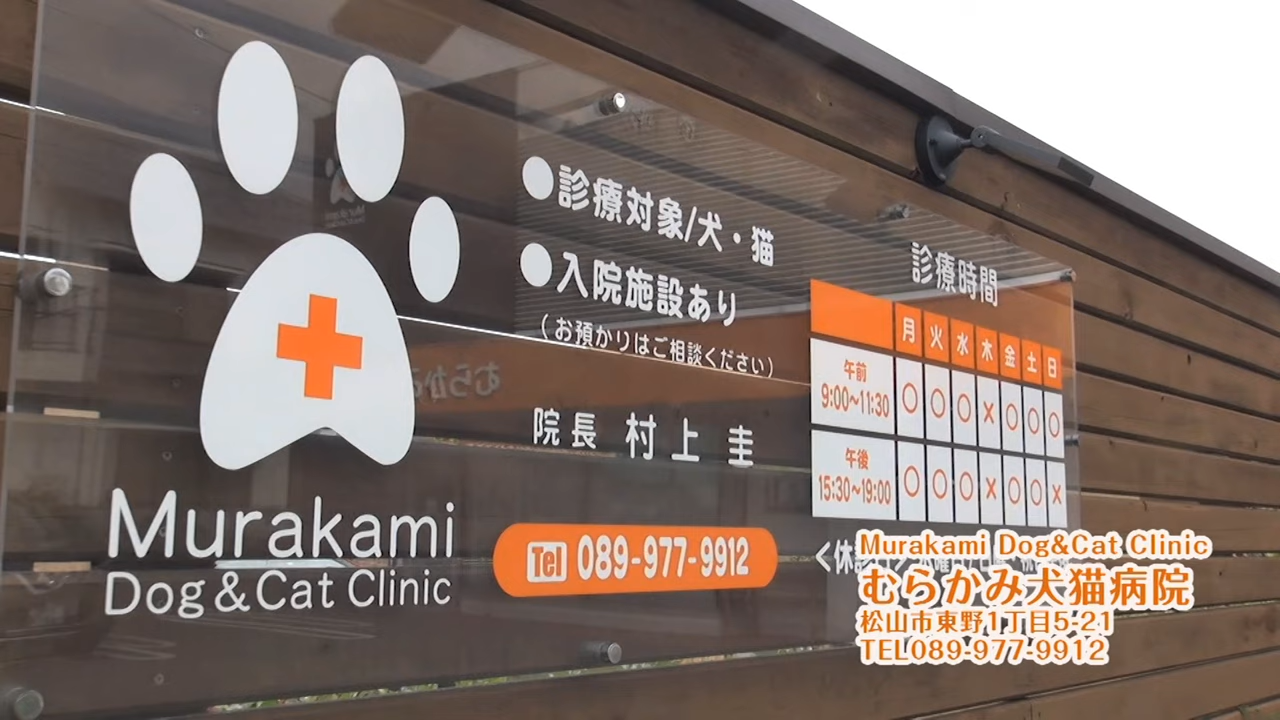 Murakami
Dog&Cat Clinic
●診療対象/犬・猫
●入院施設あり
(お預かりはご相談ください)
院長 村上 圭
Tel 089-977-9912
診療時間
月 火 水 木 金 土 日
午前 9:00~11:30 ○ ○ ○ × ○ ○ ○
午後 15:30~19:00 ○ ○ ○ × ○ ○ ×
Murakami Dog&Cat Clinic
むらかみ犬猫病院
松山市東野1丁目5-21
TEL089-977-9912